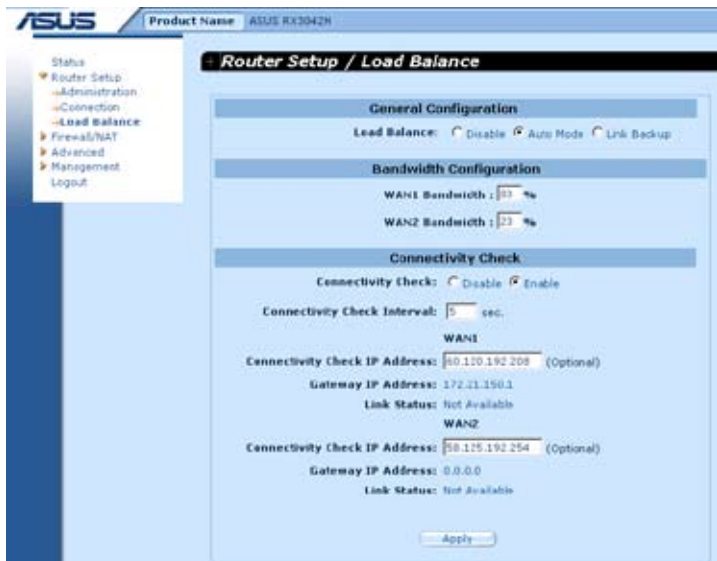 ASUS
Product Name ASUS RX3042H
Status
Router Setup
Administration
Connection
Load Balance
Firewall/NAT
Advanced
Management
Logout
Router Setup / Load Balance
General Configuration
Load Balance: Disable Auto Mode Link Backup
Bandwidth Configuration
WAN1 Bandwidth : %
WAN2 Bandwidth : 23 %
Connectivity Check
Connectivity Check: Disable Enable
Connectivity Check Interval: 5 sec.
WAN1
Connectivity Check IP Address: 60.120.192.208 (Optional)
Gateway IP Address: 172.21.150.1
Link Status: Not Available
WAN2
Connectivity Check IP Address: 58.125.192.254 (Optional)
Gateway IP Address: 0.0.0.0
Link Status: Not Available
Apply